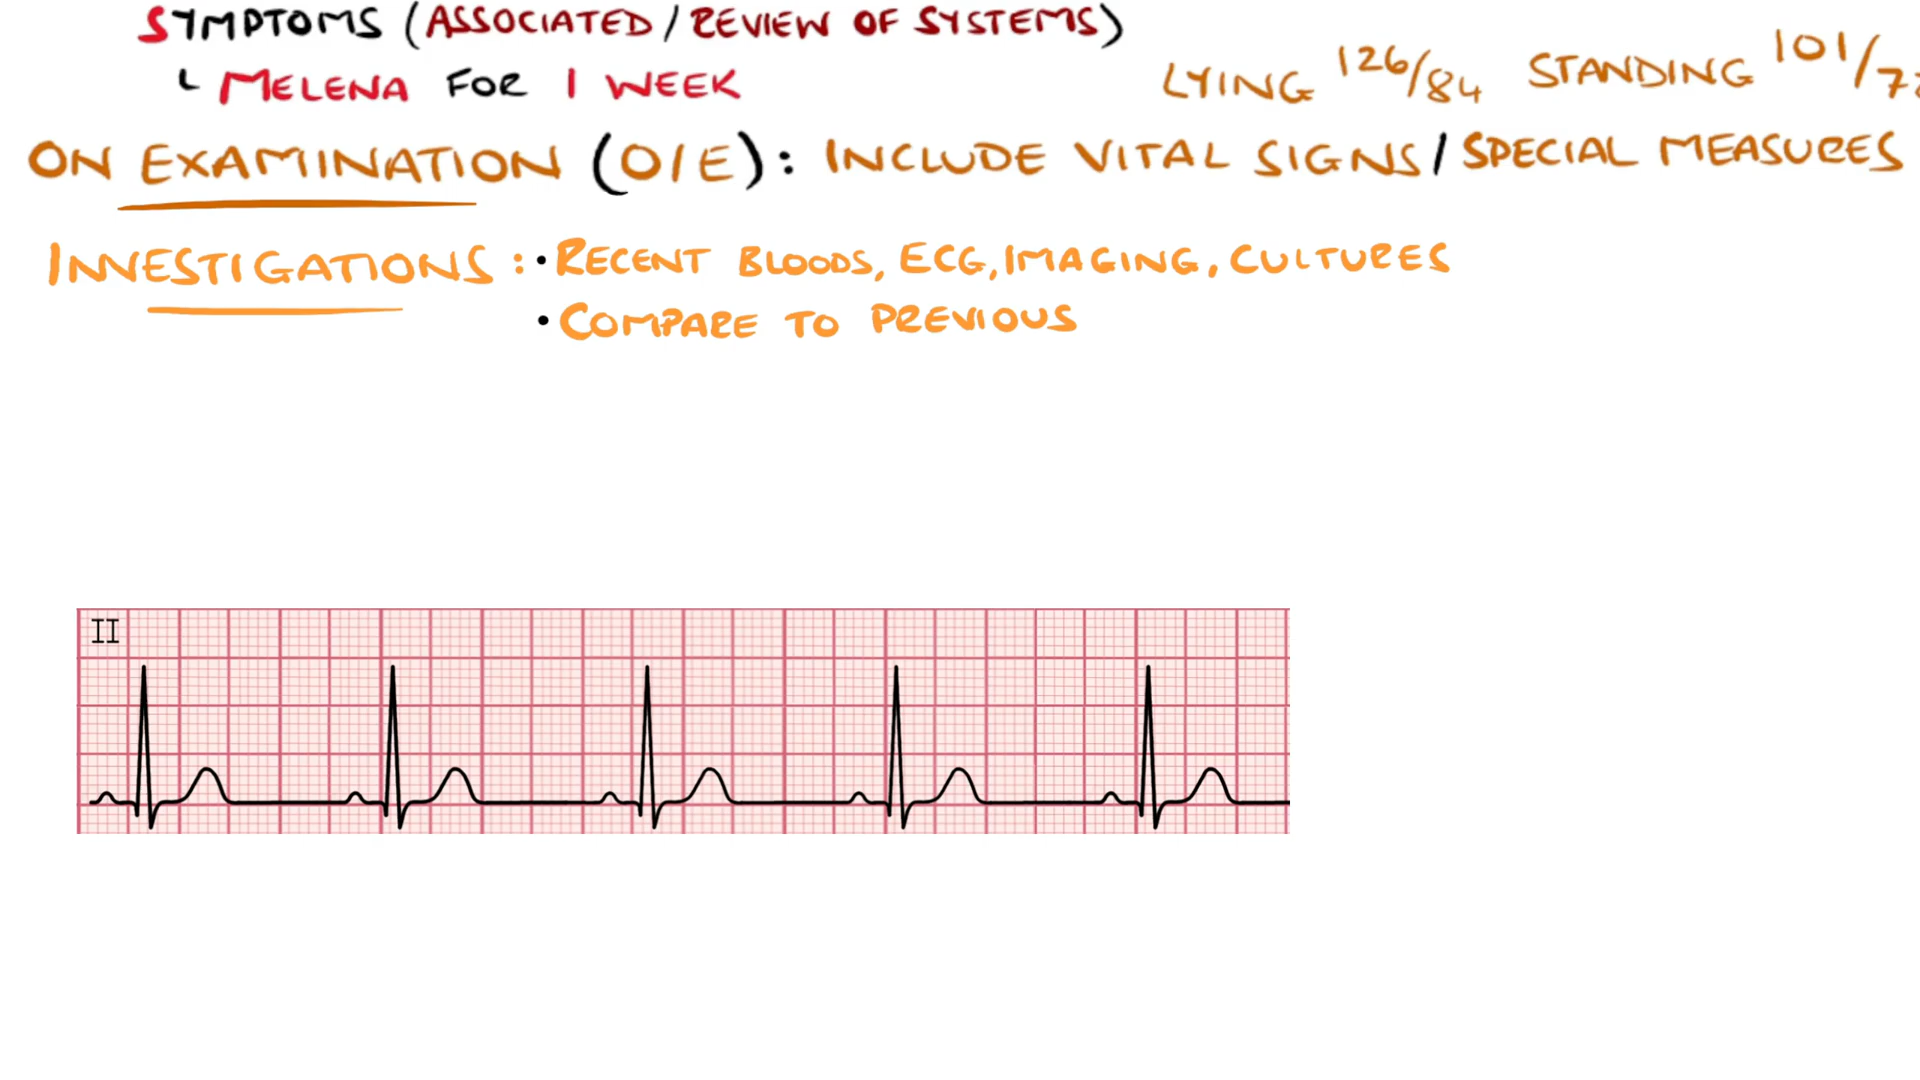 SYMPTOMS (ASSOCIATED/REVIEW OF SYSTEMS)
└ MELENA FOR 1 WEEK
LYING 126/84 STANDING 101/7
ON EXAMINATION (O/E): INCLUDE VITAL SIGNS/SPECIAL MEASURES
INVESTIGATIONS : • RECENT BLOODS, ECG, IMAGING, CULTURES
• COMPARE TO PREVIOUS
II